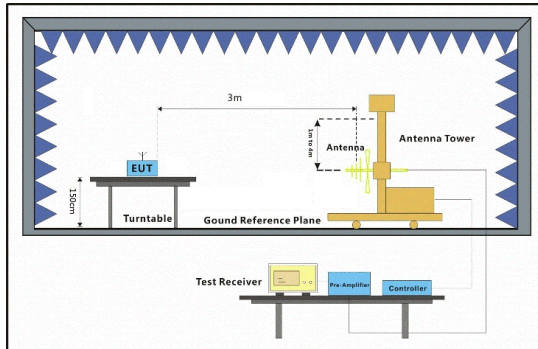 3m
1m to 4m
Antenna
Antenna Tower
EUT
150cm
Turntable
Gound Reference Plane
Test Receiver
Pre-Amplifier
Controller